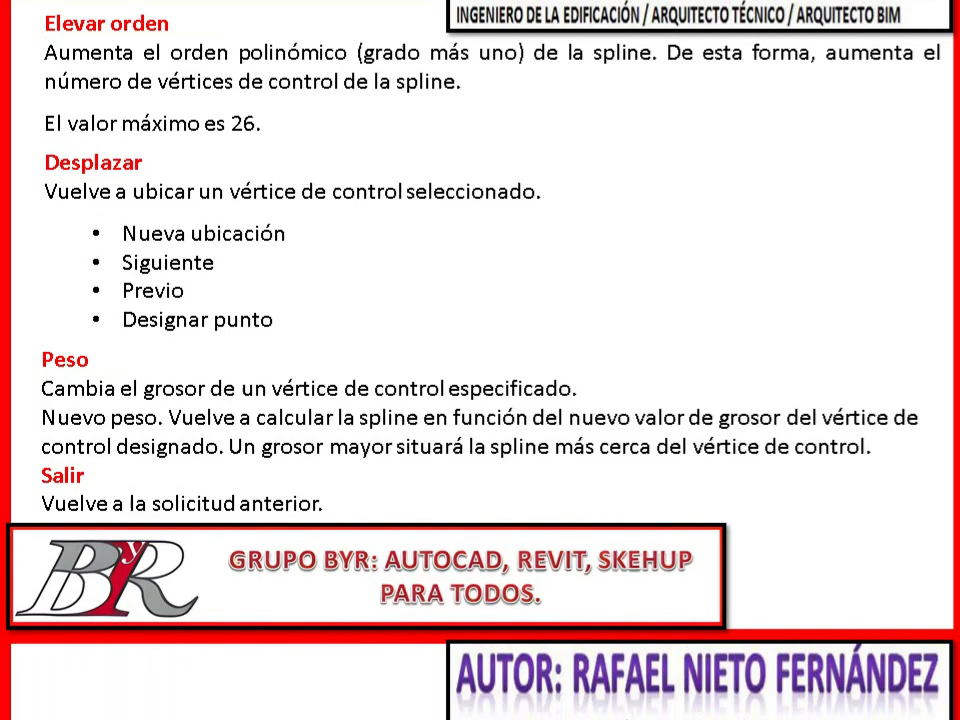 INGENIERO DE LA EDIFICACIÓN / ARQUITECTO TÉCNICO / ARQUITECTO BIM
Elevar orden
Aumenta el orden polinómico (grado más uno) de la spline. De esta forma, aumenta el
número de vértices de control de la spline.
El valor máximo es 26.
Desplazar
Vuelve a ubicar un vértice de control seleccionado.
• Nueva ubicación
• Siguiente
• Previo
• Designar punto
Peso
Cambia el grosor de un vértice de control especificado.
Nuevo peso. Vuelve a calcular la spline en función del nuevo valor de grosor del vértice de
control designado. Un grosor mayor situará la spline más cerca del vértice de control.
Salir
Vuelve a la solicitud anterior.
ByR
GRUPO BYR: AUTOCAD, REVIT, SKEHUP
PARA TODOS.
AUTOR: RAFAEL NIETO FERNÁNDEZ